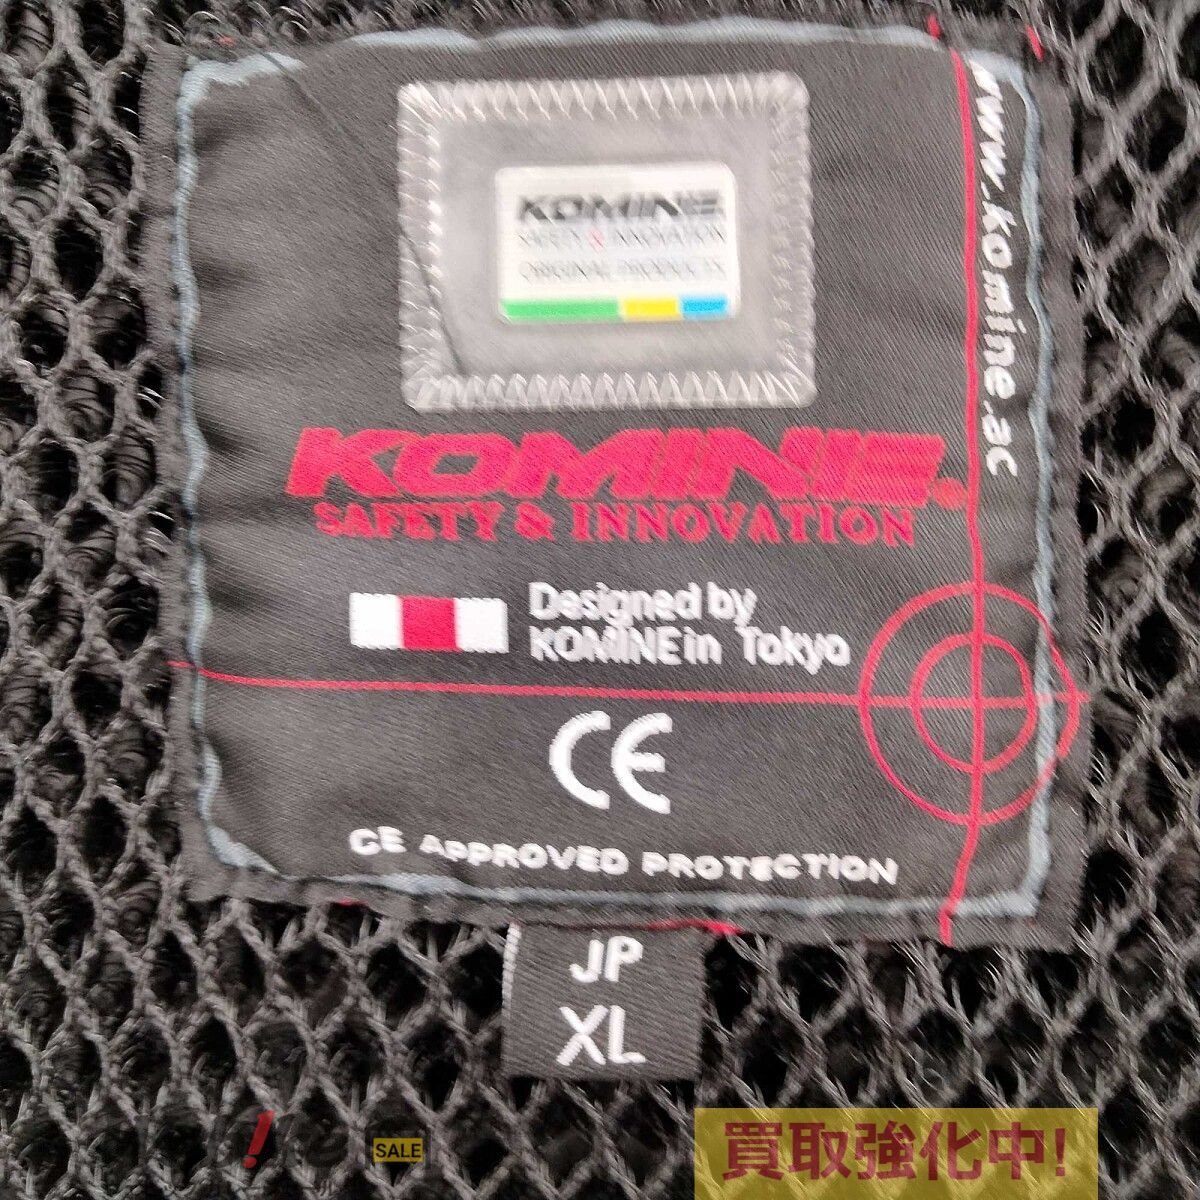 KOMINE
SAFETY & INNOVATION
ORIGINAL PRODUCTS
www.komine.ac
KOMINE®
SAFETY & INNOVATION
Designed by
KOMINE in Tokyo
CE
CE APPROVED PROTECTION
JP
XL
SALE
買取強化中!